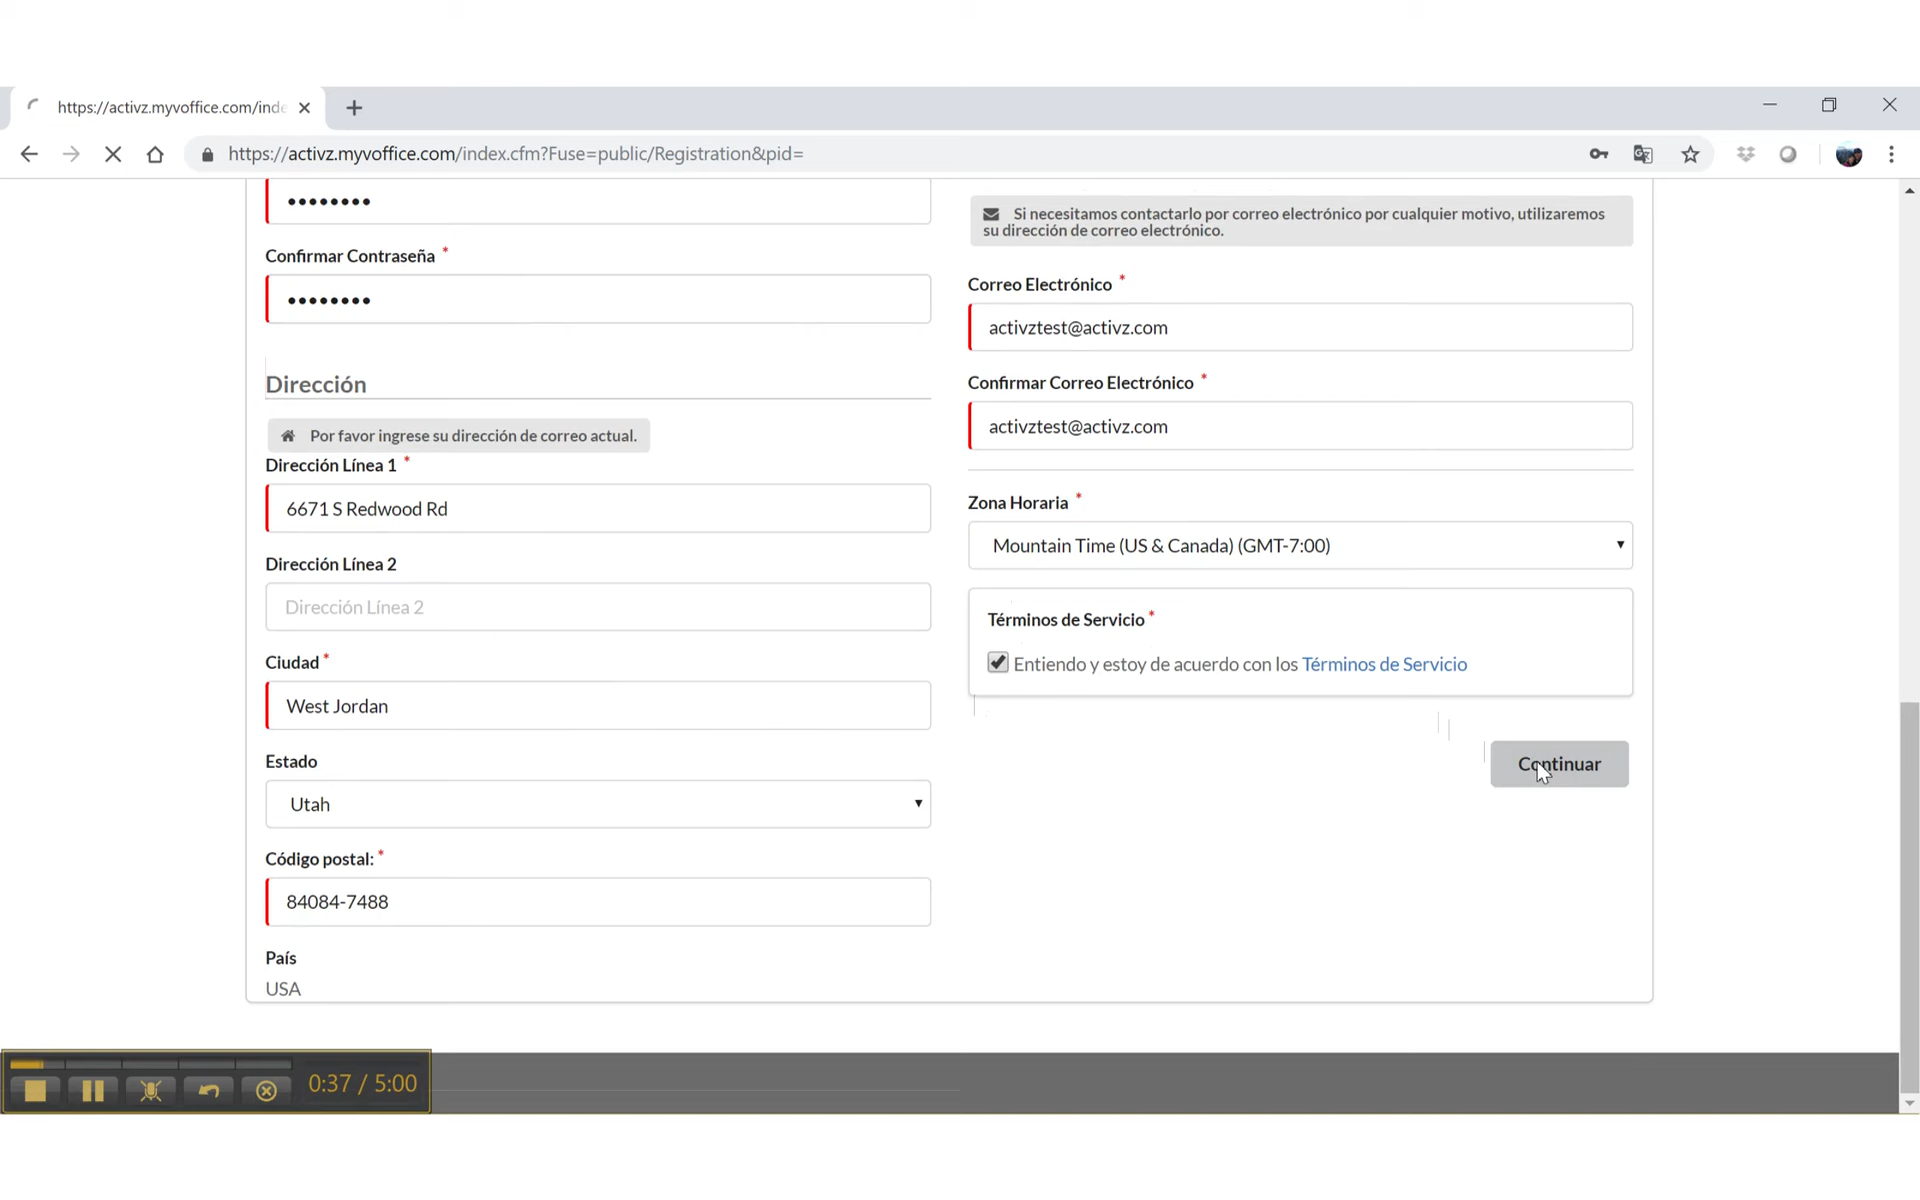 https://activz.myvoffice.com/inde
https://activz.myvoffice.com/index.cfm?Fuse=public/Registration&pid=
••••••••
Confirmar Contraseña *
••••••••
Dirección
Por favor ingrese su dirección de correo actual.
Dirección Línea 1 *
6671 S Redwood Rd
Dirección Línea 2
Dirección Línea 2
Ciudad *
West Jordan
Estado
Utah
Código postal: *
84084-7488
País
USA
Si necesitamos contactarlo por correo electrónico por cualquier motivo, utilizaremos
su dirección de correo electrónico.
Correo Electrónico *
activztest@activz.com
Confirmar Correo Electrónico *
activztest@activz.com
Zona Horaria *
Mountain Time (US & Canada) (GMT-7:00)
Términos de Servicio *
Entiendo y estoy de acuerdo con los Términos de Servicio
Continuar
0:37 / 5:00